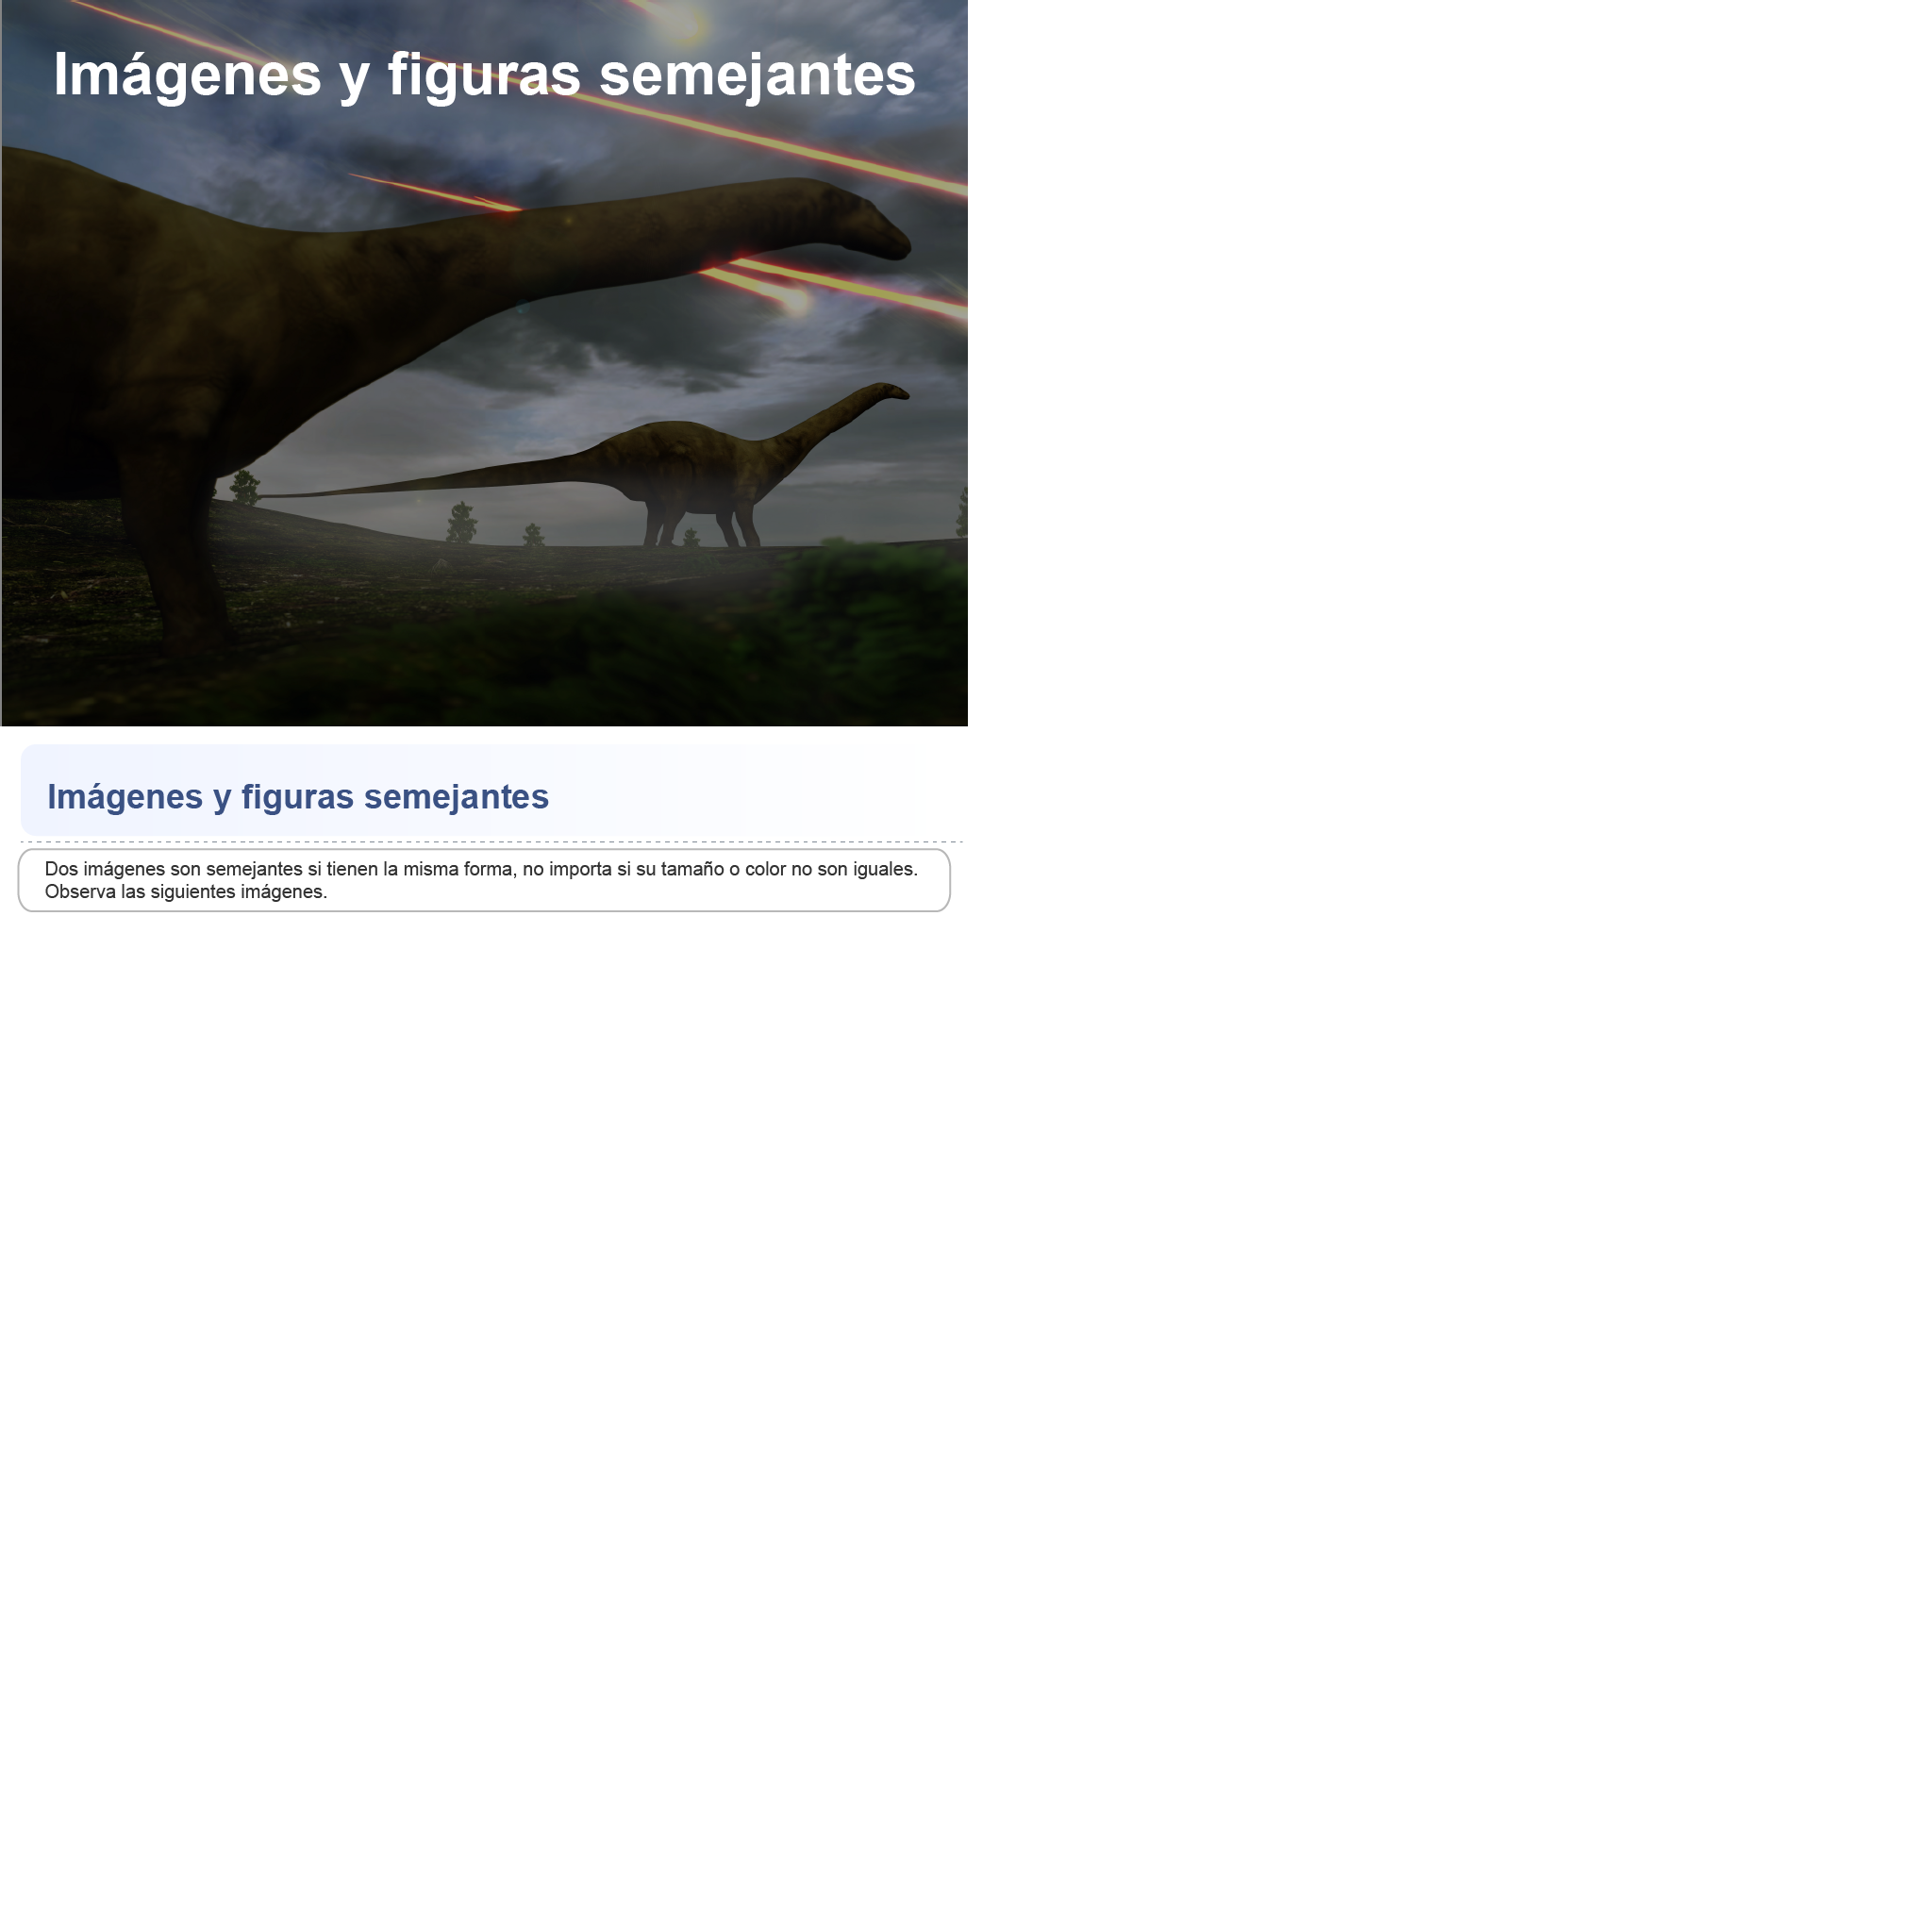 Imágenes y figuras semejantes
Imágenes y figuras semejantes
Dos imágenes son semejantes si tienen la misma forma, no importa si su tamaño o color no son iguales.
Observa las siguientes imágenes.